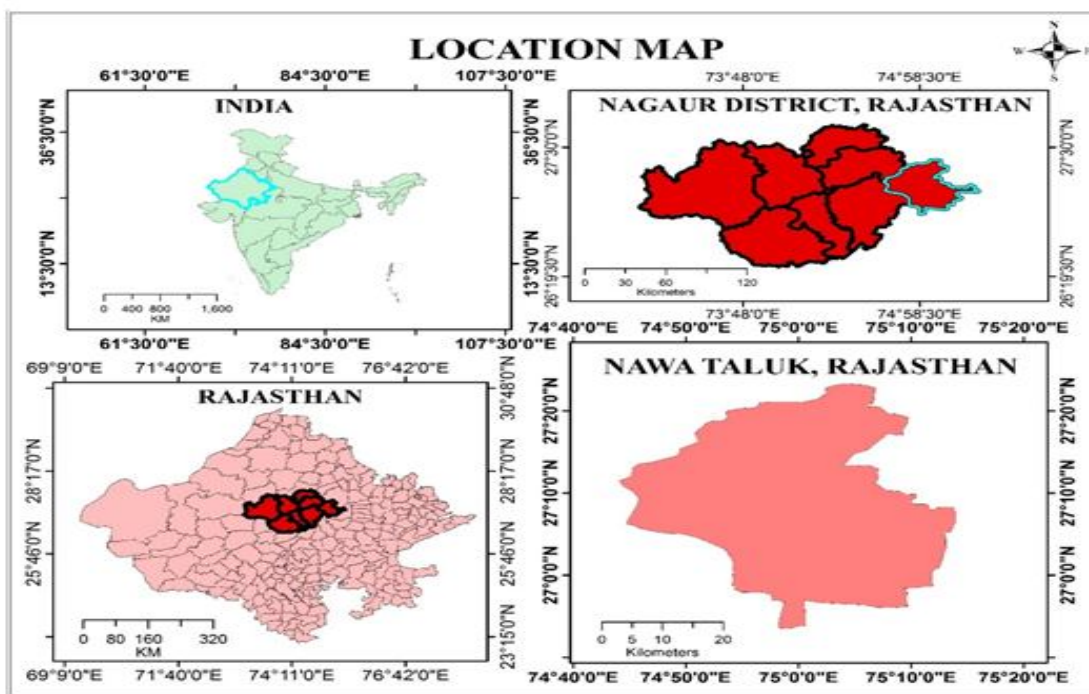 LOCATION MAP
N
W
E
S
61°30'0"E 84°30'0"E 107°30'0"E
INDIA
36°30'0"N
13°30'0"N
36°30'0"N
13°30'0"N
0 400 800 1,600
KM
61°30'0"E 84°30'0"E 107°30'0"E
73°48'0"E 74°58'30"E
NAGAUR DISTRICT, RAJASTHAN
27°30'0"N
26°19'30"N
27°30'0"N
26°19'30"N
0 30 60 120
Kilometers
73°48'0"E 74°58'30"E
69°9'0"E 71°40'0"E 74°11'0"E 76°42'0"E
RAJASTHAN
28°17'0"N
25°46'0"N
30°48'0"N
28°17'0"N
25°46'0"N
23°15'0"N
0 80 160 320
KM
69°9'0"E 71°40'0"E 74°11'0"E 76°42'0"E
74°40'0"E 74°50'0"E 75°0'0"E 75°10'0"E 75°20'0"E
NAWA TALUK, RAJASTHAN
27°20'0"N
27°10'0"N
27°0'0"N
27°20'0"N
27°10'0"N
27°0'0"N
0 5 10 20
Kilometers
74°40'0"E 74°50'0"E 75°0'0"E 75°10'0"E 75°20'0"E